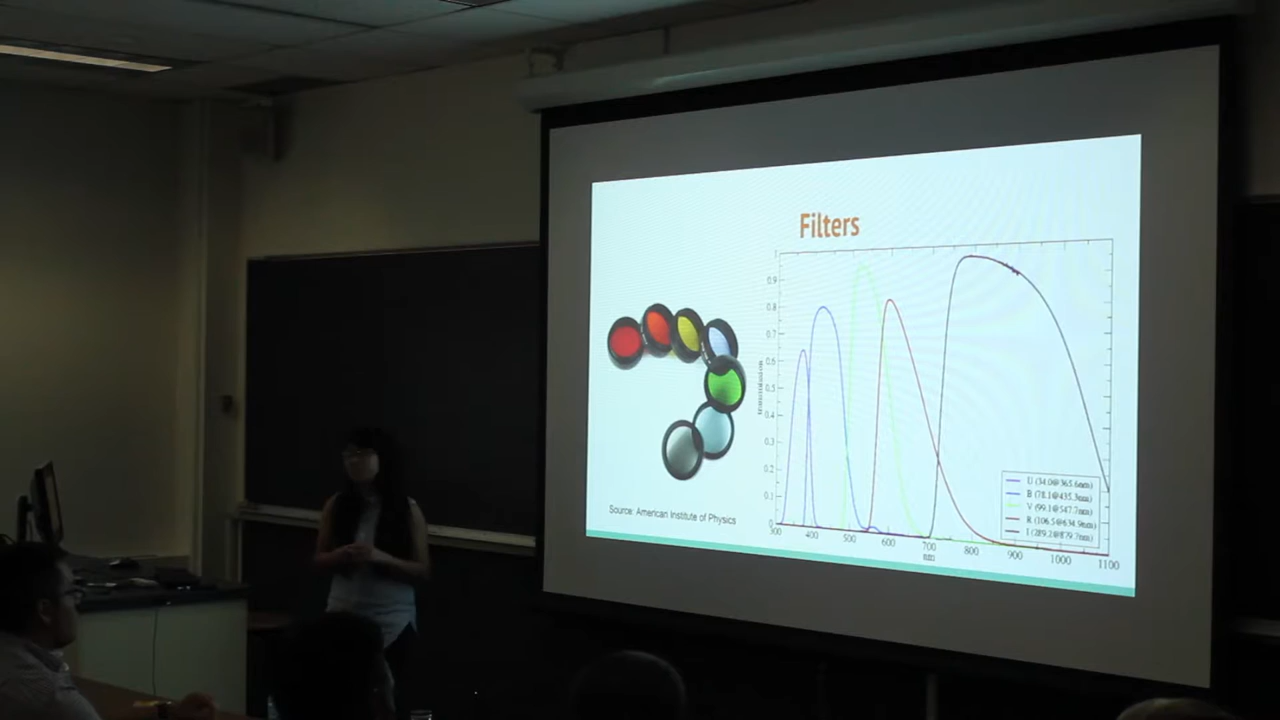 Filters
1
0.9
0.8
0.7
0.6
0.5
0.4
0.3
0.2
0.1
0
transmission
300 400 500 600 700 800 900 1000 1100
nm
U (34.0@365.6nm)
B (78.1@435.3nm)
V (99.1@547.7nm)
R (106.5@634.9nm)
I (289.2@879.7nm)
Source: American Institute of Physics